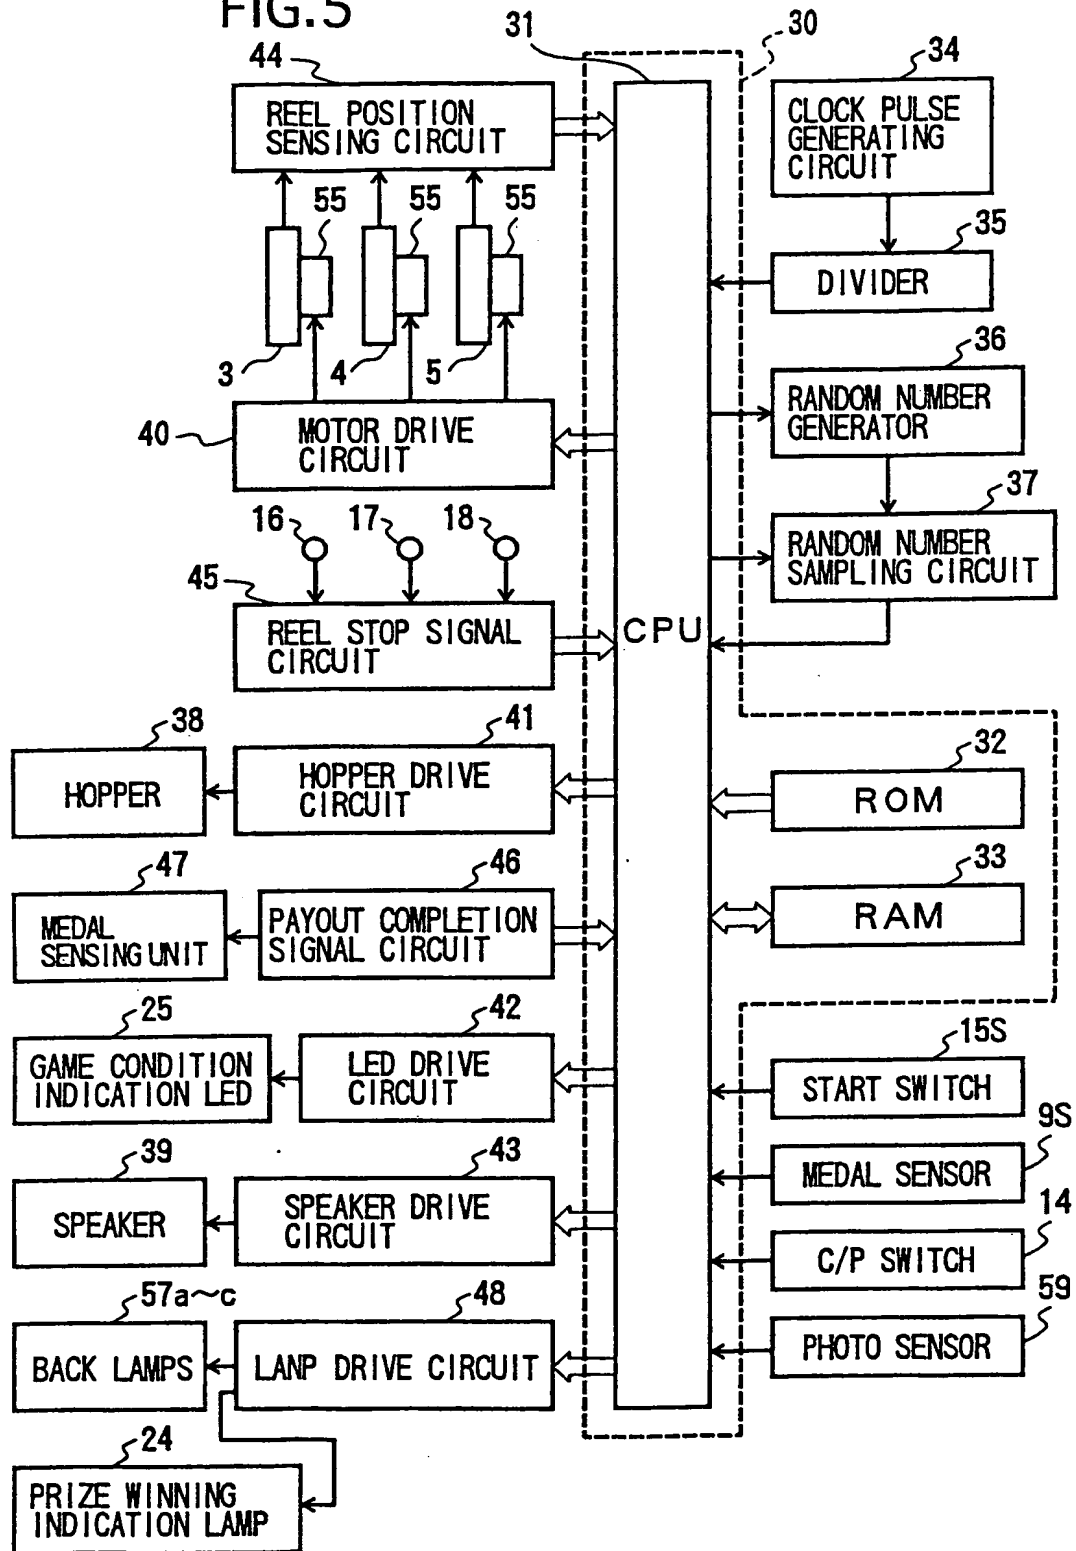 FIG.5
31
30
44
34
REEL POSITION
SENSING CIRCUIT
CLOCK PULSE
GENERATING
CIRCUIT
55
55
55
35
DIVIDER
3
4
5
36
40
MOTOR DRIVE
CIRCUIT
RANDOM NUMBER
GENERATOR
16
17
18
37
45
RANDOM NUMBER
SAMPLING CIRCUIT
REEL STOP SIGNAL
CIRCUIT
CPU
38
41
32
HOPPER
HOPPER DRIVE
CIRCUIT
ROM
47
46
33
MEDAL
SENSING UNIT
PAYOUT COMPLETION
SIGNAL CIRCUIT
RAM
25
42
15S
GAME CONDITION
INDICATION LED
LED DRIVE
CIRCUIT
START SWITCH
9S
39
43
MEDAL SENSOR
SPEAKER
SPEAKER DRIVE
CIRCUIT
14
C/P SWITCH
57a~c
48
59
BACK LAMPS
LANP DRIVE CIRCUIT
PHOTO SENSOR
24
PRIZE WINNING
INDICATION LAMP